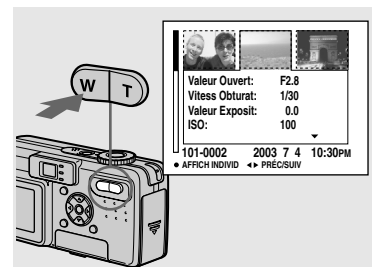 W T
Valeur Ouvert: F2.8
Vitess Obturat: 1/30
Valeur Exposit: 0.0
ISO: 100
101-0002 2003 7 4 10:30PM
● AFFICH INDIVID ◄► PRÉC/SUIV